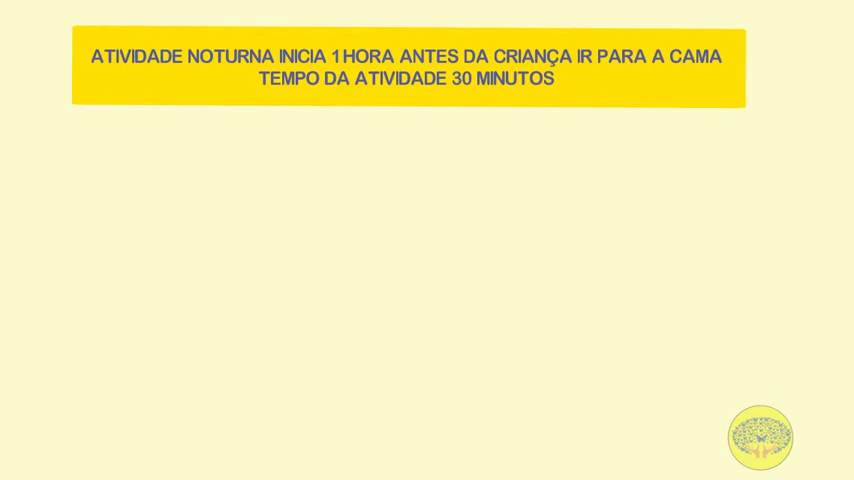 ATIVIDADE NOTURNA INICIA 1 HORA ANTES DA CRIANÇA IR PARA A CAMA
TEMPO DA ATIVIDADE 30 MINUTOS